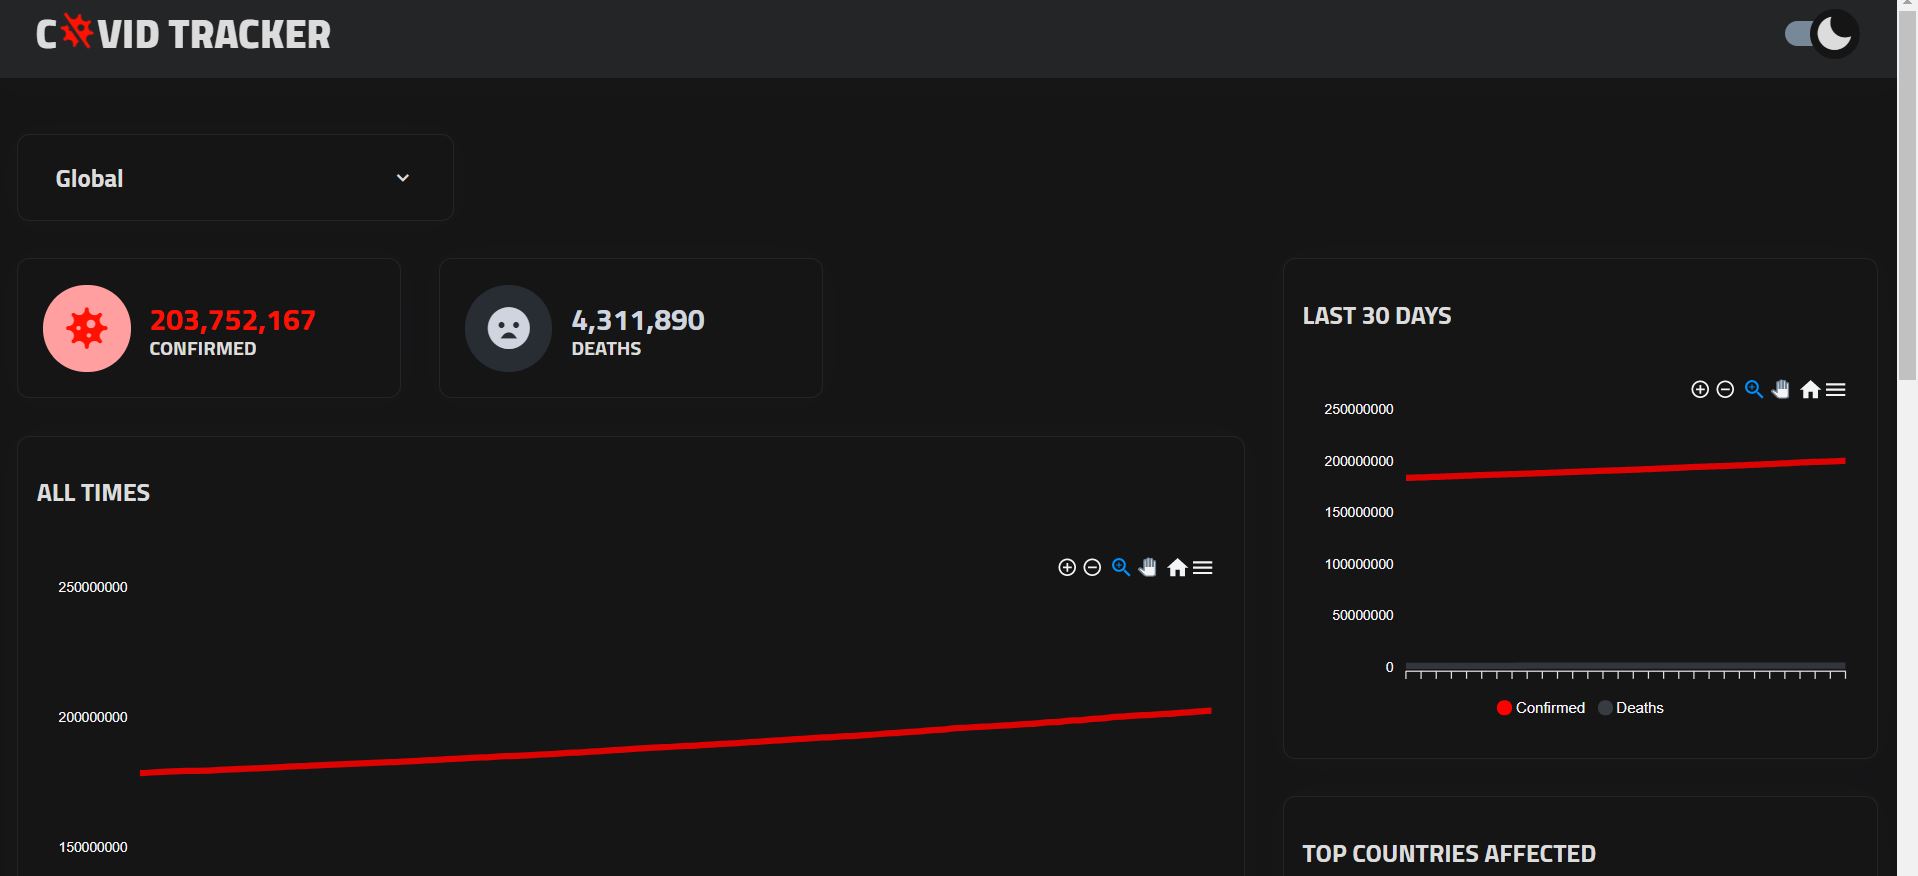 C VID TRACKER
Global
203,752,167
CONFIRMED
4,311,890
DEATHS
ALL TIMES
250000000
200000000
150000000
LAST 30 DAYS
250000000
200000000
150000000
100000000
50000000
0
Confirmed Deaths
TOP COUNTRIES AFFECTED